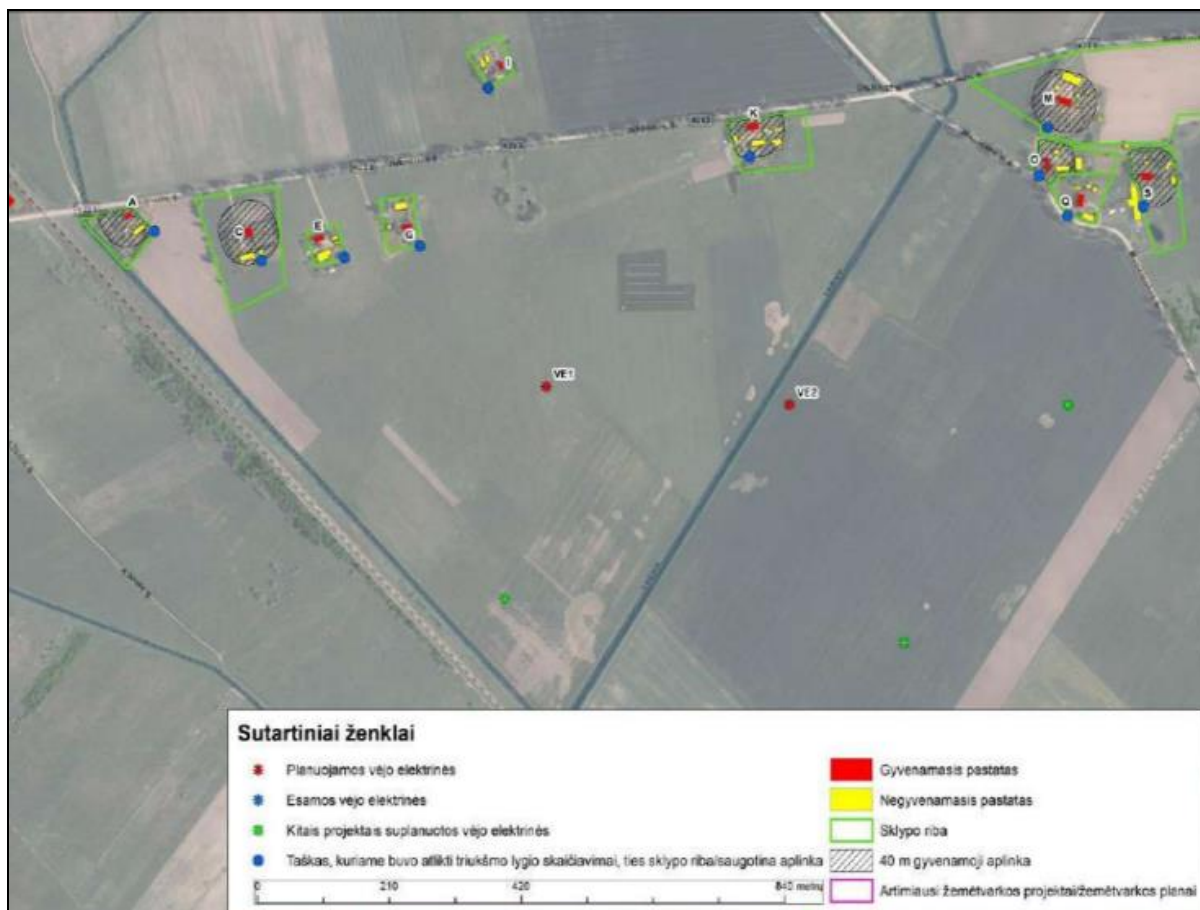 I
K
M
O
S
Q
A
C
E
G
VE1
VE2
Sutartiniai ženklai
Planuojamos vėjo elektrinės
Esamos vėjo elektrinės
Kitais projektais suplanuotos vėjo elektrinės
Taškas, kuriame buvo atlikti triukšmo lygio skaičiavimai, ties sklypo riba/saugotina aplinka
0 210 420 840 metrų
Gyvenamasis pastatas
Negyvenamasis pastatas
Sklypo riba
40 m gyvenamoji aplinka
Artimiausi žemėtvarkos projektai/žemėtvarkos planai